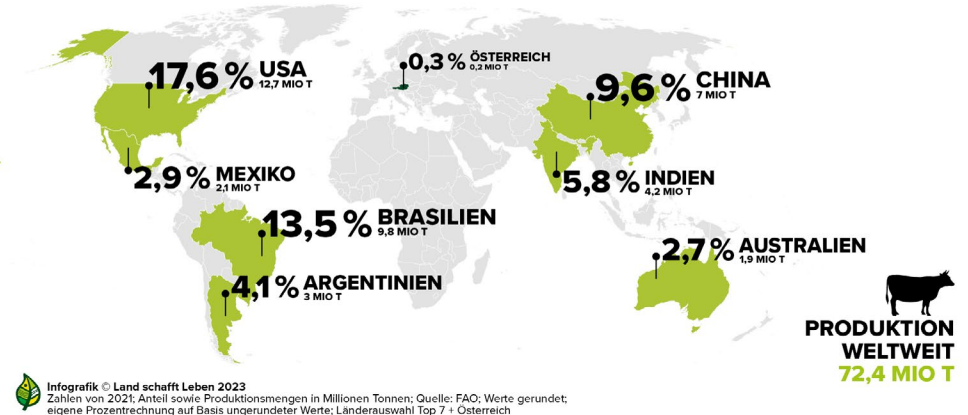 17,6 % USA
12,7 MIO T
0,3 % ÖSTERREICH
0,2 MIO T
9,6 % CHINA
7 MIO T
2,9 % MEXIKO
2,1 MIO T
5,8 % INDIEN
4,2 MIO T
13,5 % BRASILIEN
9,8 MIO T
2,7 % AUSTRALIEN
1,9 MIO T
4,1 % ARGENTINIEN
3 MIO T
PRODUKTION
WELTWEIT
72,4 MIO T
Infografik © Land schafft Leben 2023
Zahlen von 2021; Anteil sowie Produktionsmengen in Millionen Tonnen; Quelle: FAO; Werte gerundet;
eigene Prozentrechnung auf Basis ungerundeter Werte; Länderauswahl Top 7 + Österreich